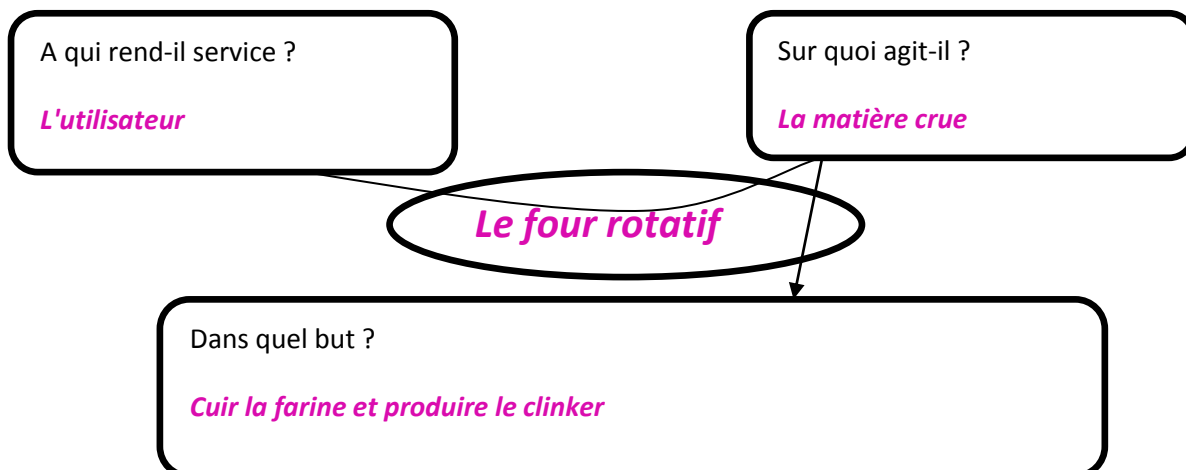 A qui rend-il service ?
L'utilisateur
Sur quoi agit-il ?
La matière crue
Le four rotatif
Dans quel but ?
Cuir la farine et produire le clinker